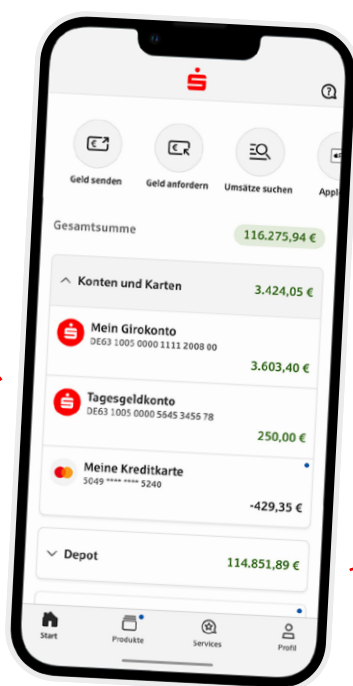 Geld senden
Geld anfordern
Umsätze suchen
Gesamtsumme
116.275,94 €
Konten und Karten
3.424,05 €
Mein Girokonto
DE63 1005 0000 1111 2008 00
3.603,40 €
Tagesgeldkonto
DE63 1005 0000 5645 3456 78
250,00 €
Meine Kreditkarte
5049 **** **** 5240
-429,35 €
Depot
114.851,89 €
Start
Produkte
Services
Profil